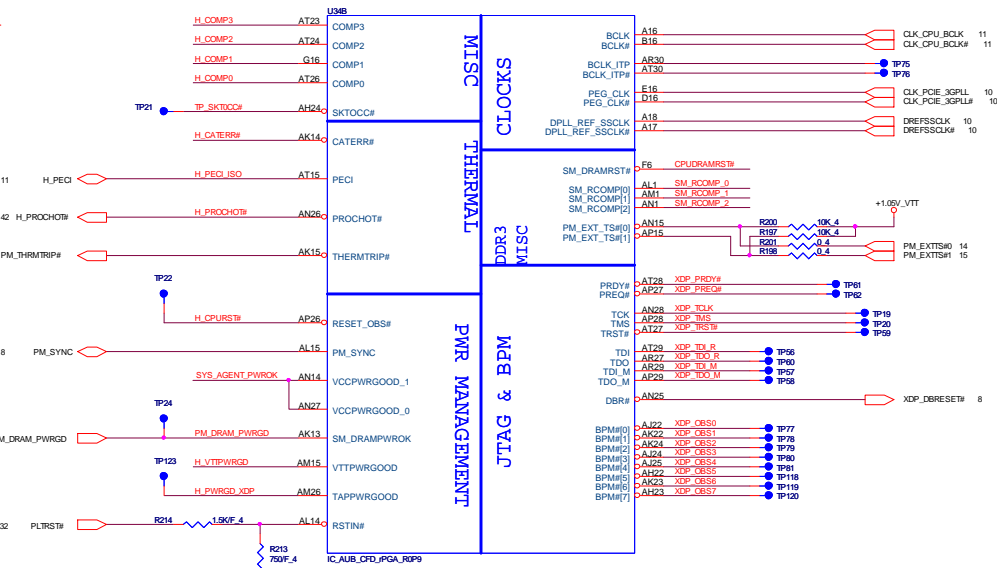 U34B
H_COMP3 AT23 COMP3
H_COMP2 AT24 COMP2
H_COMP1 G16 COMP1
H_COMP0 AT26 COMP0
TP21 TP_SKTOCC# AH24 SKTOCC#
MISC
H_CATERR# AK14 CATERR#
11 H_PECI H_PECI_ISO AT15 PECI
42 H_PROCHOT# H_PROCHOT# AN26 PROCHOT#
PM_THRMTRIP# AK15 THERMTRIP#
THERMAL
TP22
H_CPURST# AP26 RESET_OBS#
8 PM_SYNC AL15 PM_SYNC
SYS_AGENT_PWROK AN14 VCCPWRGOOD_1
AN27 VCCPWRGOOD_0
TP24
M_DRAM_PWRGD PM_DRAM_PWRGD AK13 SM_DRAMPWROK
H_VTTPWRGD AM15 VTTPWRGOOD
TP123
H_PWRGD_XDP AM26 TAPPWRGOOD
32 PLTRST# R214 1.5K/F_4 AL14 RSTIN#
R213
750/F_4
PWR MANAGEMENT
IC_AUB_CFD_rPGA_R0P9
CLOCKS
BCLK A16 CLK_CPU_BCLK 11
BCLK# B16 CLK_CPU_BCLK# 11
BCLK_ITP AR30 TP75
BCLK_ITP# AT30 TP76
PEG_CLK E16 CLK_PCIE_3GPLL 10
PEG_CLK# D16 CLK_PCIE_3GPLL# 10
DPLL_REF_SSCLK A18 DREFSSCLK 10
DPLL_REF_SSCLK# A17 DREFSSCLK# 10
DDR3
MISC
SM_DRAMRST# F6 CPUDRAMRST#
SM_RCOMP[0] AL1 SM_RCOMP_0
SM_RCOMP[1] AM1 SM_RCOMP_1
SM_RCOMP[2] AN1 SM_RCOMP_2
+1.05V_VTT
PM_EXT_TS#[0] AN15 R200 10K_4
PM_EXT_TS#[1] AP15 R197 10K_4
R201 0_4 PM_EXTTS#0 14
R198 0_4 PM_EXTTS#1 15
JTAG & BPM
PRDY# AT28 XDP_PRDY# TP61
PREQ# AP27 XDP_PREQ# TP62
TCK AN28 XDP_TCLK TP19
TMS AP28 XDP_TMS TP20
TRST# AT27 XDP_TRST# TP59
TDI AT29 XDP_TDI_R TP56
TDO AR27 XDP_TDO_R TP60
TDI_M AR29 XDP_TDI_M TP57
TDO_M AP29 XDP_TDO_M TP58
DBR# AN25 XDP_DBRESET# 8
BPM#[0] AJ22 XDP_OBS0 TP77
BPM#[1] AK22 XDP_OBS1 TP78
BPM#[2] AK24 XDP_OBS2 TP79
BPM#[3] AJ24 XDP_OBS3 TP80
BPM#[4] AJ25 XDP_OBS4 TP81
BPM#[5] AH22 XDP_OBS5 TP118
BPM#[6] AK23 XDP_OBS6 TP119
BPM#[7] AH23 XDP_OBS7 TP120